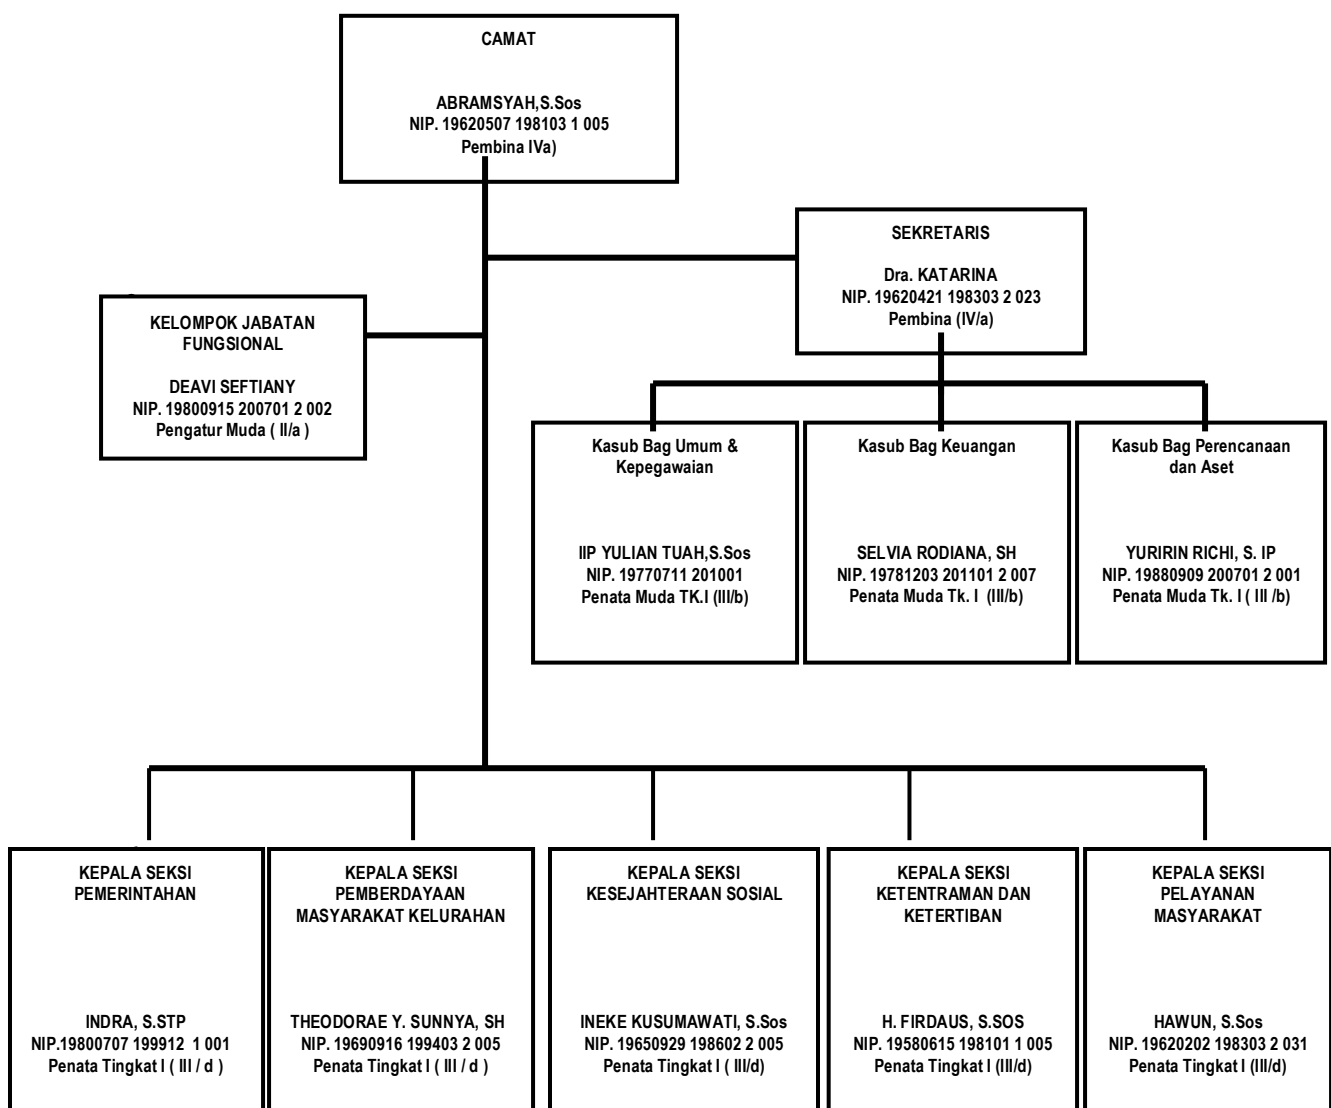 CAMAT
ABRAMSYAH,S.Sos
NIP. 19620507 198103 1 005
Pembina IVa)
SEKRETARIS
Dra. KATARINA
NIP. 19620421 198303 2 023
Pembina (IV/a)
KELOMPOK JABATAN
FUNGSIONAL
DEAVI SEFTIANY
NIP. 19800915 200701 2 002
Pengatur Muda ( II/a )
Kasub Bag Umum &
Kepegawaian
IIP YULIAN TUAH,S.Sos
NIP. 19770711 201001
Penata Muda TK.I (III/b)
Kasub Bag Keuangan
SELVIA RODIANA, SH
NIP. 19781203 201101 2 007
Penata Muda Tk. I (III/b)
Kasub Bag Perencanaan
dan Aset
YURIRIN RICHI, S. IP
NIP. 19880909 200701 2 001
Penata Muda Tk. I ( III /b)
KEPALA SEKSI
PEMERINTAHAN
INDRA, S.STP
NIP.19800707 199912 1 001
Penata Tingkat I ( III / d )
KEPALA SEKSI
PEMBERDAYAAN
MASYARAKAT KELURAHAN
THEODORAE Y. SUNNYA, SH
NIP. 19690916 199403 2 005
Penata Tingkat I ( III / d )
KEPALA SEKSI
KESEJAHTERAAN SOSIAL
INEKE KUSUMAWATI, S.Sos
NIP. 19650929 198602 2 005
Penata Tingkat I ( III/d)
KEPALA SEKSI
KETENTRAMAN DAN
KETERTIBAN
H. FIRDAUS, S.SOS
NIP. 19580615 198101 1 005
Penata Tingkat I (III/d)
KEPALA SEKSI
PELAYANAN
MASYARAKAT
HAWUN, S.Sos
NIP. 19620202 198303 2 031
Penata Tingkat I (III/d)